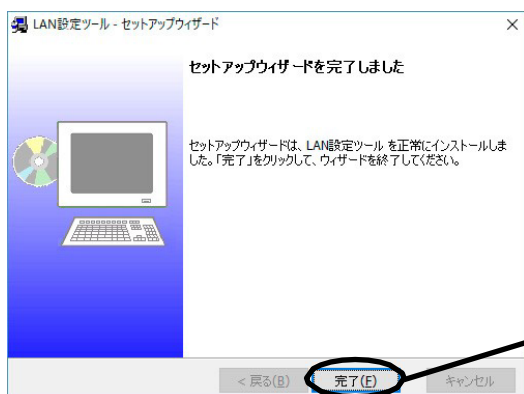 LAN設定ツール - セットアップウィザード
セットアップウィザードを完了しました
セットアップウィザードは、LAN設定ツール を正常にインストールしま
した。「完了」をクリックして、ウィザードを終了してください。
< 戻る(B) 完了(F) キャンセル